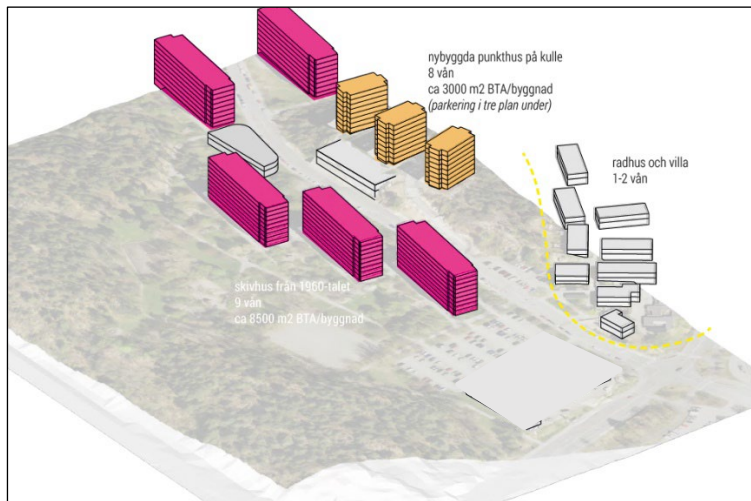 nybyggda punkthus på kulle
8 vån
ca 3000 m2 BTA/byggnad
(parkering i tre plan under)
radhus och villa
1-2 vån
skivhus från 1960-talet
9 vån
ca 8500 m2 BTA/byggnad